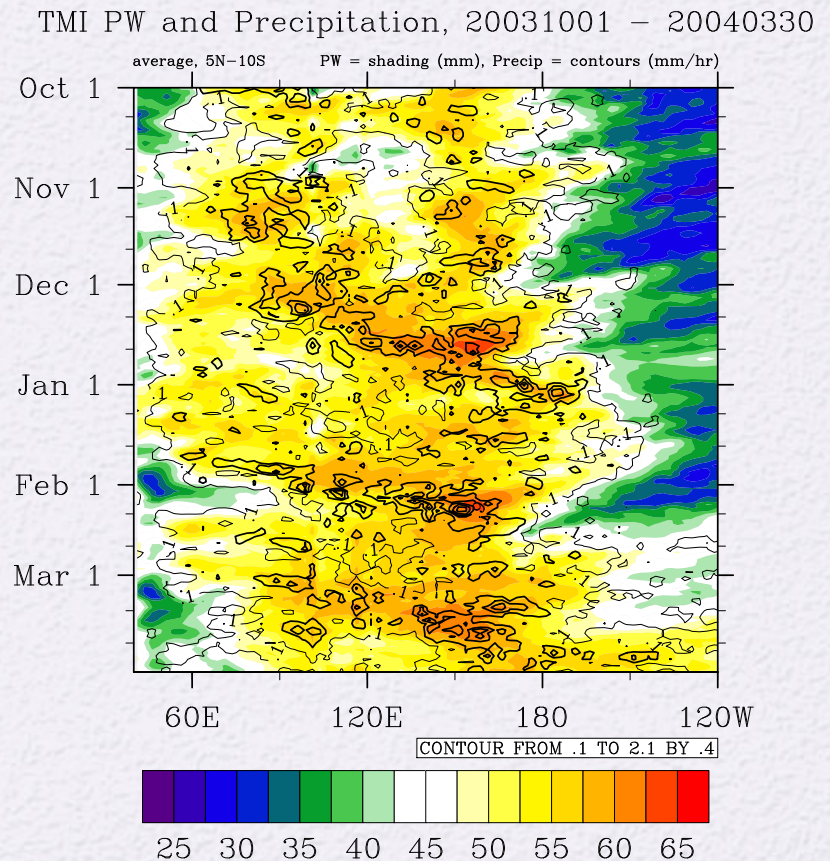 TMI PW and Precipitation, 20031001 – 20040330
average, 5N–10S PW = shading (mm), Precip = contours (mm/hr)
Oct 1
Nov 1
Dec 1
Jan 1
Feb 1
Mar 1
60E 120E 180 120W
CONTOUR FROM .1 TO 2.1 BY .4
25 30 35 40 45 50 55 60 65